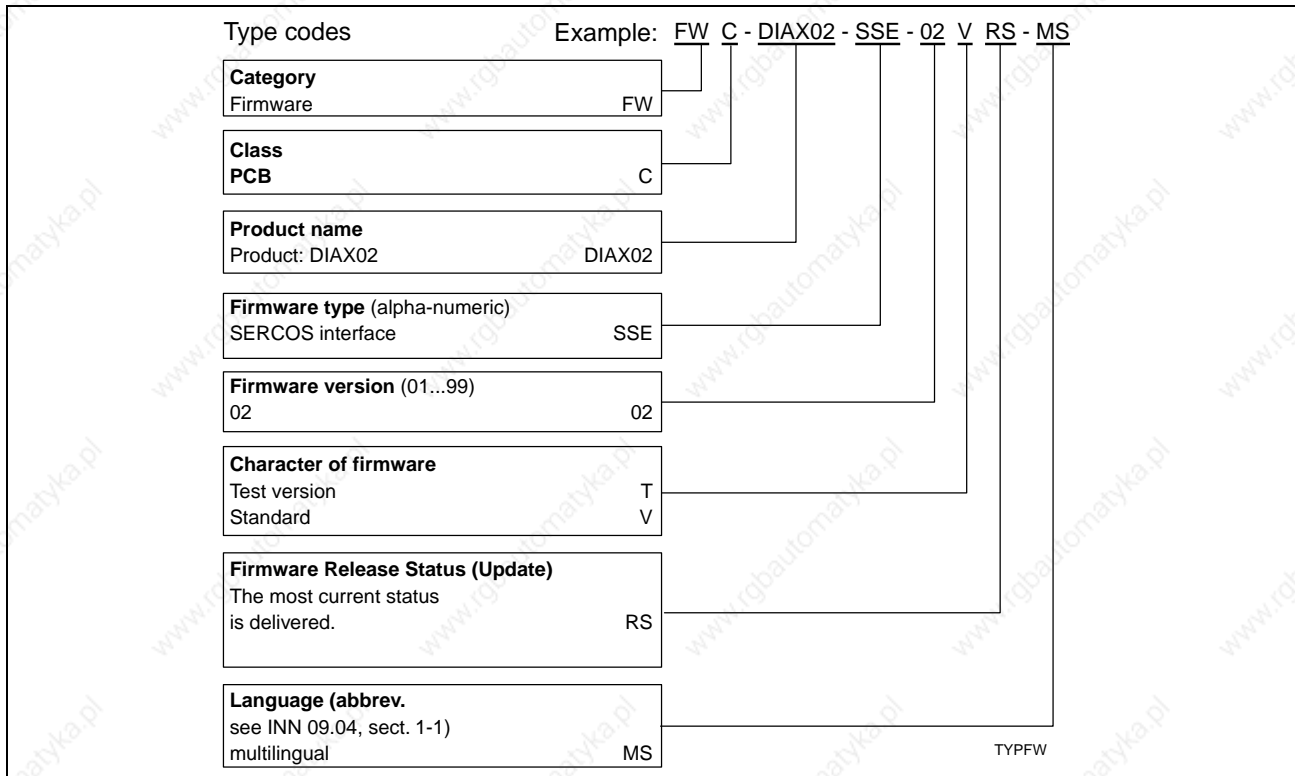 Type codes Example: FW C - DIAX02 - SSE - 02 V RS - MS
Category
Firmware FW
Class
PCB C
Product name
Product: DIAX02 DIAX02
Firmware type (alpha-numeric)
SERCOS interface SSE
Firmware version (01...99)
02 02
Character of firmware
Test version T
Standard V
Firmware Release Status (Update)
The most current status
is delivered. RS
Language (abbrev.
see INN 09.04, sect. 1-1)
multilingual MS
TYPFW
www.rgbautomatyka.pl